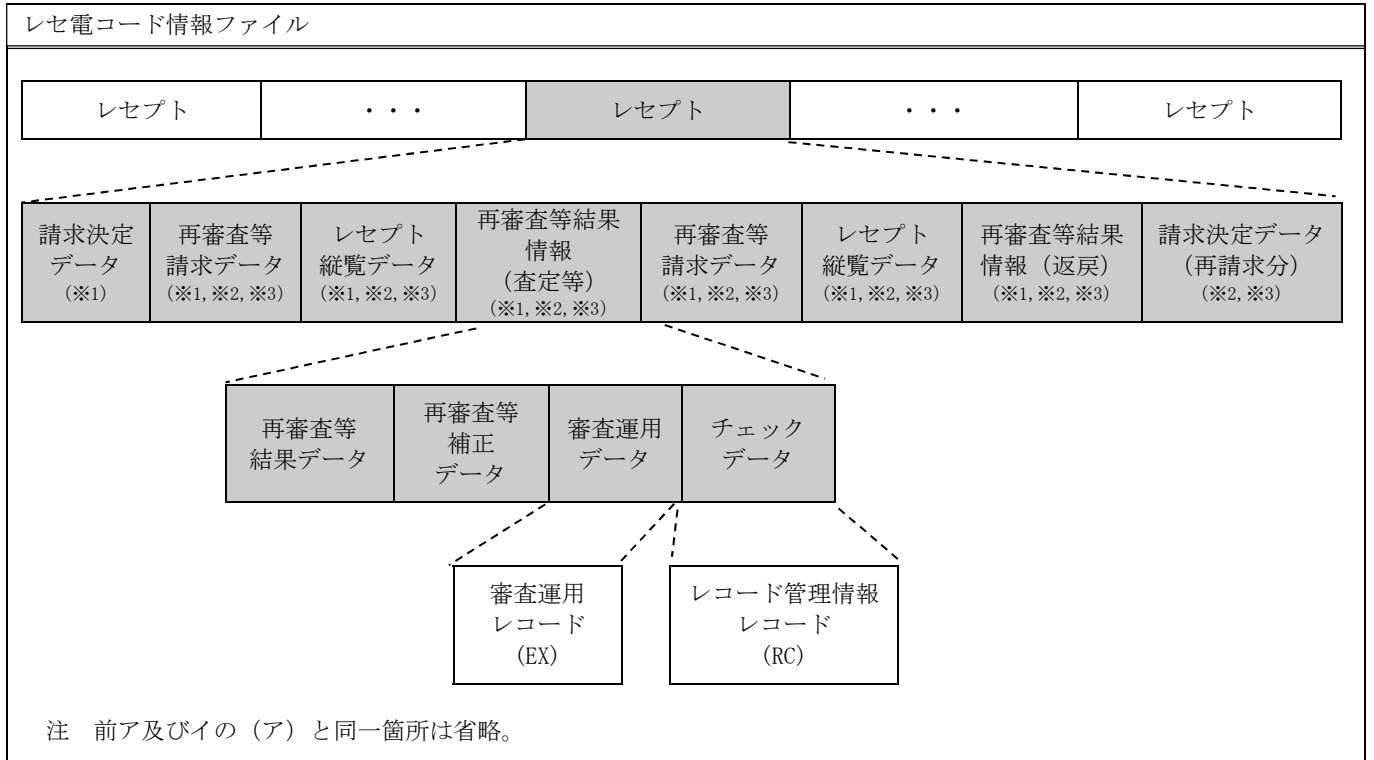 レセ電コード情報ファイル
レセプト
・・・
レセプト
・・・
レセプト
請求決定
データ
(※1)
再審査等
請求データ
(※1, ※2, ※3)
レセプト
縦覧データ
(※1, ※2, ※3)
再審査等結果
情報
(査定等)
(※1, ※2, ※3)
再審査等
請求データ
(※1, ※2, ※3)
レセプト
縦覧データ
(※1, ※2, ※3)
再審査等結果
情報（返戻）
(※1, ※2, ※3)
請求決定データ
(再請求分)
(※2, ※3)
再審査等
結果データ
再審査等
補正
データ
審査運用
データ
チェック
データ
審査運用
レコード
(EX)
レコード管理情報
レコード
(RC)
注　前ア及びイの（ア）と同一箇所は省略。